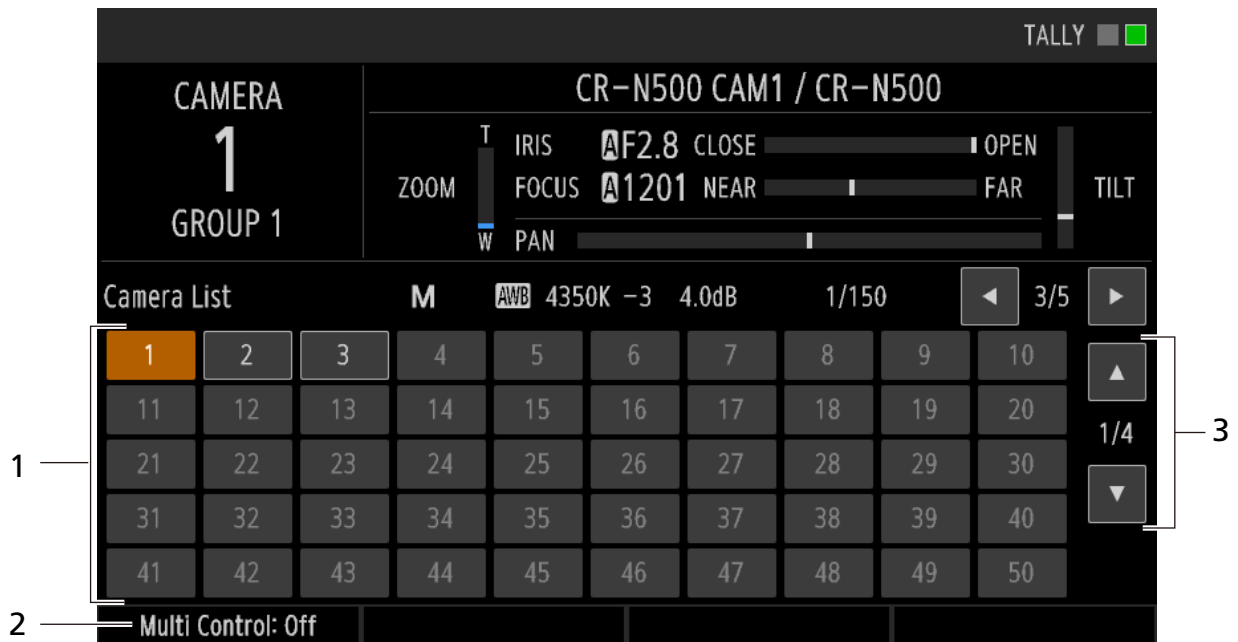 TALLY
CAMERA
1
GROUP 1
CR-N500 CAM1 / CR-N500
ZOOM T W
IRIS A F2.8 CLOSE OPEN
FOCUS A 1201 NEAR FAR
PAN
TILT
Camera List M AWB 4350K -3 4.0dB 1/150 ◀ 3/5 ▶
1 2 3 4 5 6 7 8 9 10 ▲
11 12 13 14 15 16 17 18 19 20
1/4
21 22 23 24 25 26 27 28 29 30
▼
31 32 33 34 35 36 37 38 39 40
41 42 43 44 45 46 47 48 49 50
Multi Control: Off
1
2
3